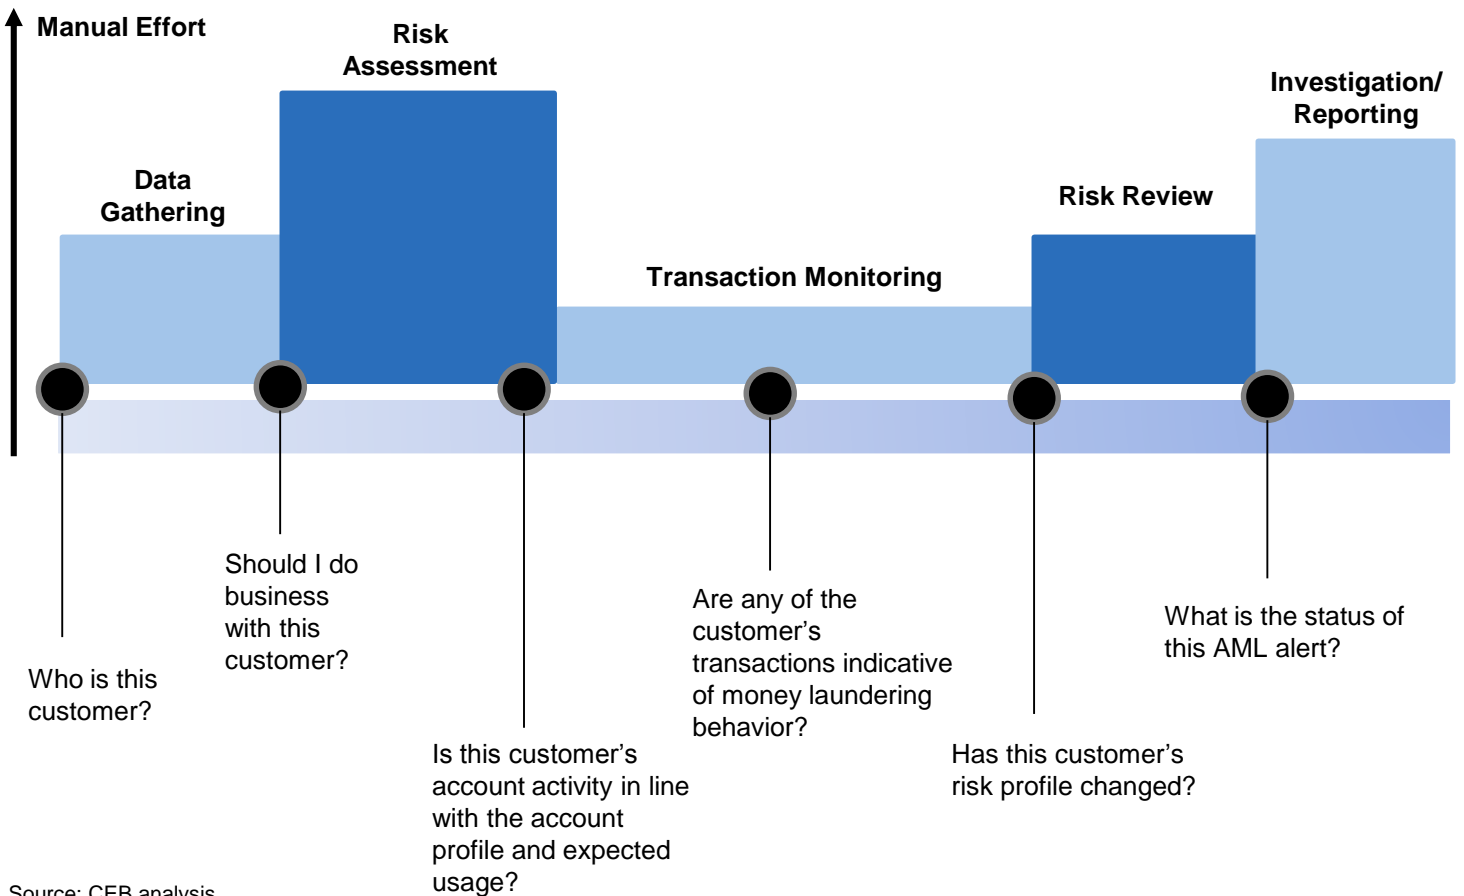 Manual Effort
Risk
Assessment
Investigation/
Reporting
Data
Gathering
Risk Review
Transaction Monitoring
Should I do
business
with this
customer?
Are any of the
customer’s
transactions indicative
of money laundering
behavior?
What is the status of
this AML alert?
Who is this
customer?
Is this customer’s
account activity in line
with the account
profile and expected
usage?
Has this customer’s
risk profile changed?
Source: CEB analysis